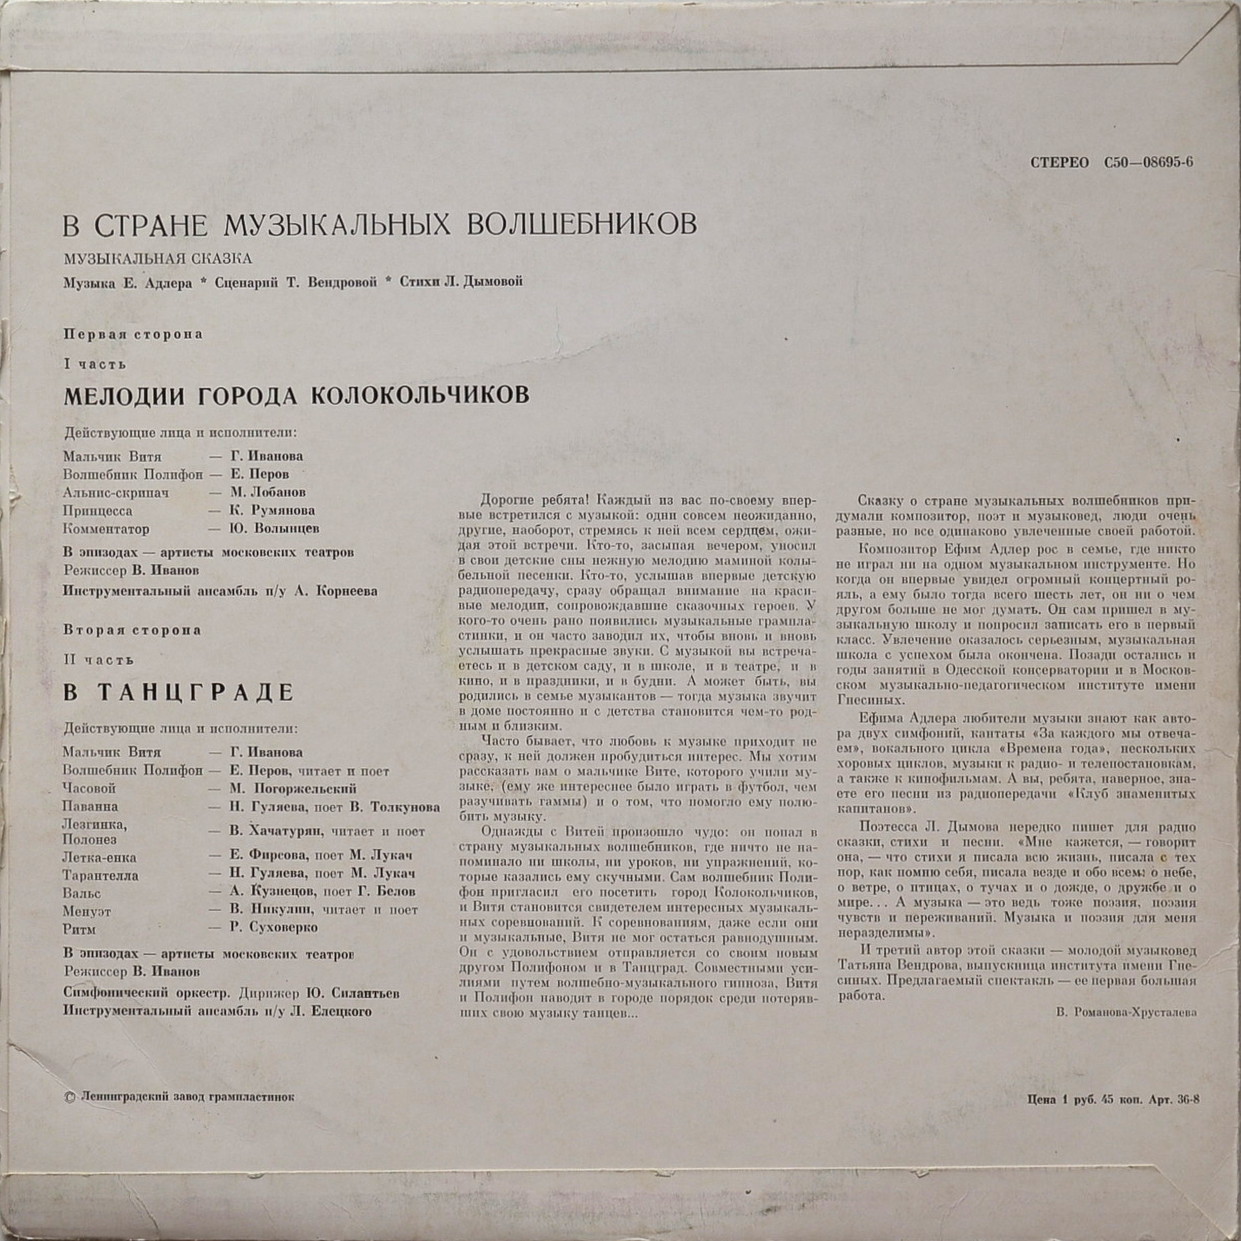 СТЕРЕО С50—08695-6
В СТРАНЕ МУЗЫКАЛЬНЫХ ВОЛШЕБНИКОВ
МУЗЫКАЛЬНАЯ СКАЗКА
Музыка Е. Адлера * Сценарий Т. Вендровой * Стихи Л. Дымовой
Первая сторона
I часть
МЕЛОДИИ ГОРОДА КОЛОКОЛЬЧИКОВ
Действующие лица и исполнители:
Мальчик Витя — Г. Иванова
Волшебник Полифон — Е. Перов
Альпис-скрипач — М. Лобанов
Принцесса — К. Румянова
Комментатор — Ю. Волынцев
В эпизодах — артисты московских театров
Режиссер В. Иванов
Инструментальный ансамбль п/у А. Корнеева
Вторая сторона
II часть
В ТАНЦГРАДЕ
Действующие лица и исполнители:
Мальчик Витя — Г. Иванова
Волшебник Полифон — Е. Перов, читает и поет
Часовой — М. Погоржельский
Паванна — Н. Гуляева, поет В. Толкунова
Лезгинка,
Полонез — В. Хачатурян, читает и поет
Летка-енка — Е. Фирсова, поет М. Лукач
Тарантелла — Н. Гуляева, поет М. Лукач
Вальс — А. Кузнецов, поет Г. Белов
Менуэт — В. Никулин, читает и поет
Ритм — Р. Суховерко
В эпизодах — артисты московских театров
Режиссер В. Иванов
Симфонический оркестр. Дирижер Ю. Силантьев
Инструментальный ансамбль п/у Л. Елецкого
Дорогие ребята! Каждый из вас по-своему впер-
вые встретился с музыкой: одни совсем неожиданно,
другие, наоборот, стремясь к ней всем сердцем, ожи-
дая этой встречи. Кто-то, засыпая вечером, уносил
в свои детские сны нежную мелодию маминой колы-
бельной песенки. Кто-то, услышав впервые детскую
радиопередачу, сразу обращал внимание на краси-
вые мелодии, сопровождавшие сказочных героев. У
кого-то очень рано появились музыкальные грампла-
стинки, и он часто заводил их, чтобы вновь и вновь
услышать прекрасные звуки. С музыкой вы встреча-
етесь и в детском саду, и в школе, и в театре, и в
кино, и в праздники, и в будни. А может быть, вы
родились в семье музыкантов — тогда музыка звучит
в доме постоянно и с детства становится чем-то род-
ным и близким.
Часто бывает, что любовь к музыке приходит не
сразу, к ней должен пробудиться интерес. Мы хотим
рассказать вам о мальчике Вите, которого учили му-
зыке, (ему же интереснее было играть в футбол, чем
разучивать гаммы) и о том, что помогло ему полю-
бить музыку.
Однажды с Витей произошло чудо: он попал в
страну музыкальных волшебников, где ничто не на-
поминало ни школы, ни уроков, ни упражнений, ко-
торые казались ему скучными. Сам волшебник Поли-
фон пригласил его посетить город Колокольчиков,
и Витя становится свидетелем интересных музыкаль-
ных соревнований. К соревнованиям, даже если они
и музыкальные, Витя не мог остаться равнодушным.
Он с удовольствием отправляется со своим новым
другом Полифоном и в Танцград. Совместными уси-
лиями путем волшебно-музыкального гипноза, Витя
и Полифон наводят в городе порядок среди потеряв-
ших свою музыку танцев...
Сказку о стране музыкальных волшебников при-
думали композитор, поэт и музыковед, люди очень
разные, но все одинаково увлеченные своей работой.
Композитор Ефим Адлер рос в семье, где никто
не играл ни на одном музыкальном инструменте. Но
когда он впервые увидел огромный концертный ро-
яль, а ему было тогда всего шесть лет, он ни о чем
другом больше не мог думать. Он сам пришел в му-
зыкальную школу и попросил записать его в первый
класс. Увлечение оказалось серьезным, музыкальная
школа с успехом была окончена. Позади остались и
годы занятий в Одесской консерватории и в Москов-
ском музыкально-педагогическом институте имени
Гнесиных.
Ефима Адлера любители музыки знают как авто-
ра двух симфоний, кантаты «За каждого мы отвеча-
ем», вокального цикла «Времена года», нескольких
хоровых циклов, музыки к радио- и телепостановкам,
а также к кинофильмам. А вы, ребята, наверное, зна-
ете его песни из радиопередачи «Клуб знаменитых
капитанов».
Поэтесса Л. Дымова нередко пишет для радио
сказки, стихи и песни. «Мне кажется, — говорит
она, — что стихи я писала всю жизнь, писала с тех
пор, как помню себя, писала везде и обо всем: о небе,
о ветре, о птицах, о тучах и о дожде, о дружбе и о
мире... А музыка — это ведь тоже поэзия, поэзия
чувств и переживаний. Музыка и поэзия для меня
неразделимы».
И третий автор этой сказки — молодой музыковед
Татьяна Вендрова, выпускница института имени Гне-
синых. Предлагаемый спектакль — ее первая большая
работа.
В. Романова-Хрусталева
© Ленинградский завод грампластинок
Цена 1 руб. 45 коп. Арт. 36-8